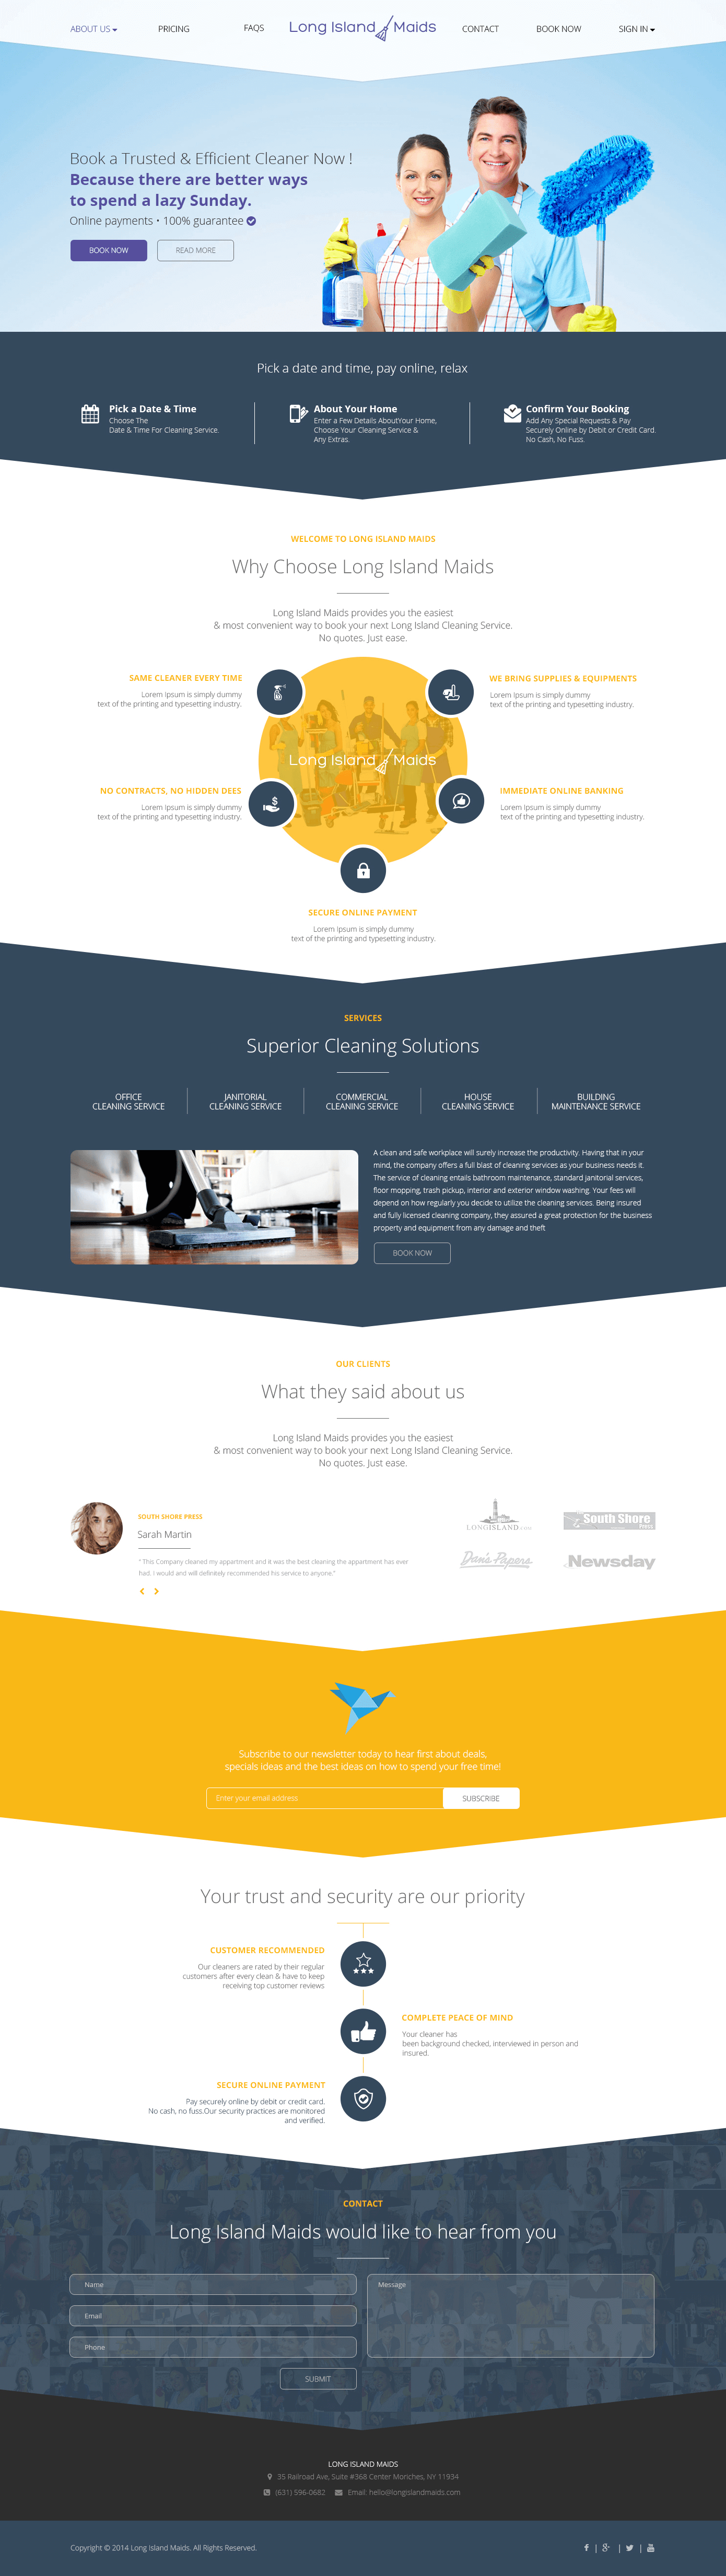 ABOUT US
PRICING
FAQS
Long Island Maids
CONTACT
BOOK NOW
SIGN IN
Book a Trusted & Efficient Cleaner Now !
Because there are better ways
to spend a lazy Sunday.
Online payments • 100% guarantee
BOOK NOW
READ MORE
Pick a date and time, pay online, relax
Pick a Date & Time
Choose The
Date & Time For Cleaning Service.
About Your Home
Enter a Few Details AboutYour Home,
Choose Your Cleaning Service &
Any Extras.
Confirm Your Booking
Add Any Special Requests & Pay
Securely Online by Debit or Credit Card.
No Cash, No Fuss.
WELCOME TO LONG ISLAND MAIDS
Why Choose Long Island Maids
Long Island Maids provides you the easiest
& most convenient way to book your next Long Island Cleaning Service.
No quotes. Just ease.
SAME CLEANER EVERY TIME
Lorem Ipsum is simply dummy
text of the printing and typesetting industry.
WE BRING SUPPLIES & EQUIPMENTS
Lorem Ipsum is simply dummy
text of the printing and typesetting industry.
Long Island Maids
NO CONTRACTS, NO HIDDEN DEES
Lorem Ipsum is simply dummy
text of the printing and typesetting industry.
IMMEDIATE ONLINE BANKING
Lorem Ipsum is simply dummy
text of the printing and typesetting industry.
SECURE ONLINE PAYMENT
Lorem Ipsum is simply dummy
text of the printing and typesetting industry.
SERVICES
Superior Cleaning Solutions
OFFICE
CLEANING SERVICE
JANITORIAL
CLEANING SERVICE
COMMERCIAL
CLEANING SERVICE
HOUSE
CLEANING SERVICE
BUILDING
MAINTENANCE SERVICE
A clean and safe workplace will surely increase the productivity. Having that in your
mind, the company offers a full blast of cleaning services as your business needs it.
The service of cleaning entails bathroom maintenance, standard janitorial services,
floor mopping, trash pickup, interior and exterior window washing. Your fees will
depend on how regularly you decide to utilize the cleaning services. Being insured
and fully licensed cleaning company, they assured a great protection for the business
property and equipment from any damage and theft
BOOK NOW
OUR CLIENTS
What they said about us
Long Island Maids provides you the easiest
& most convenient way to book your next Long Island Cleaning Service.
No quotes. Just ease.
SOUTH SHORE PRESS
Sarah Martin
" This Company cleaned my appartment and it was the best cleaning the appartment has ever
had. I would and will definitely recommended his service to anyone."
LONGISLAND.com
South Shore
Press
Dan's Papers
Newsday
Subscribe to our newsletter today to hear first about deals,
specials ideas and the best ideas on how to spend your free time!
Enter your email address
SUBSCRIBE
Your trust and security are our priority
CUSTOMER RECOMMENDED
Our cleaners are rated by their regular
customers after every clean & have to keep
receiving top customer reviews
COMPLETE PEACE OF MIND
Your cleaner has
been background checked, interviewed in person and
insured.
SECURE ONLINE PAYMENT
Pay securely online by debit or credit card.
No cash, no fuss.Our security practices are monitored
and verified.
CONTACT
Long Island Maids would like to hear from you
Name
Message
Email
Phone
SUBMIT
LONG ISLAND MAIDS
35 Railroad Ave, Suite #368 Center Moriches, NY 11934
(631) 596-0682
Email: hello@longislandmaids.com
Copyright © 2014 Long Island Maids. All Rights Reserved.